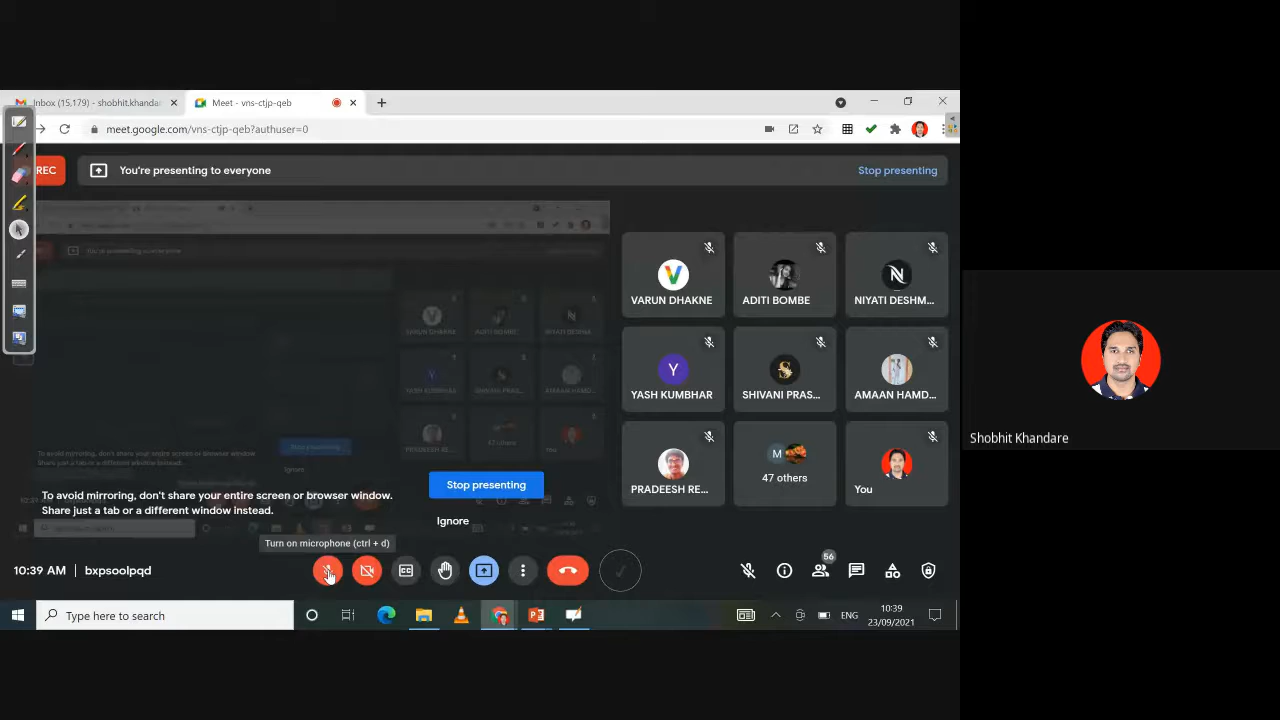 Inbox (15,179) - shobhit.khandar
Meet - vns-ctjp-qeb
meet.google.com/vns-ctjp-qeb?authuser=0
REC
You're presenting to everyone
Stop presenting
VARUN DHAKNE
ADITI BOMBE
NIYATI DESHM...
YASH KUMBHAR
SHIVANI PRAS...
AMAAN HAMD...
PRADEESH RE...
47 others
You
Y
M
To avoid mirroring, don't share your entire screen or browser window.
Share just a tab or a different window instead.
Stop presenting
Ignore
Turn on microphone (ctrl + d)
10:39 AM | bxpsoolpqd
CC
56
Type here to search
ENG
10:39
23/09/2021
Shobhit Khandare